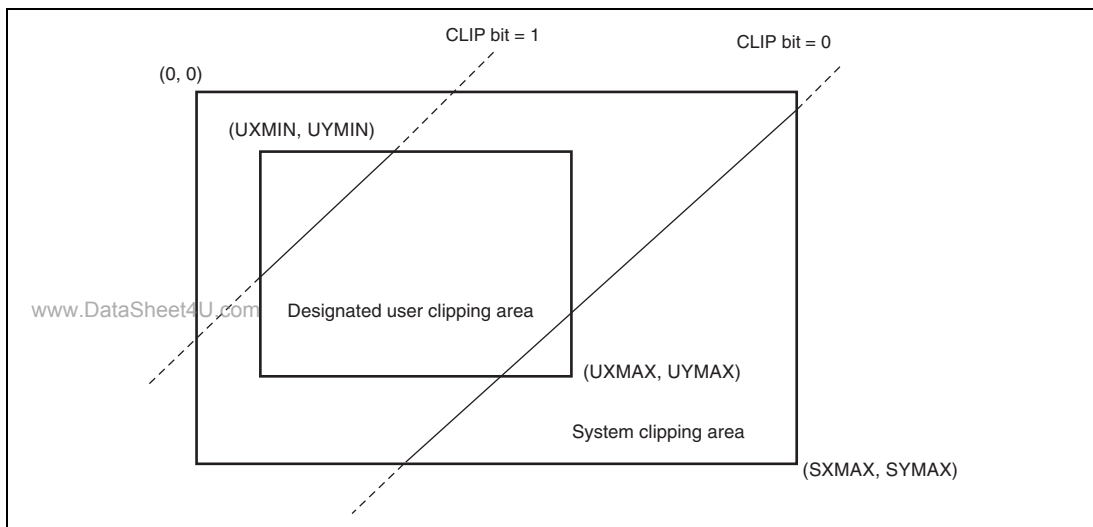 CLIP bit = 1
CLIP bit = 0
(0, 0)
(UXMIN, UYMIN)
www.DataSheet4U.com
Designated user clipping area
(UXMAX, UYMAX)
System clipping area
(SXMAX, SYMAX)